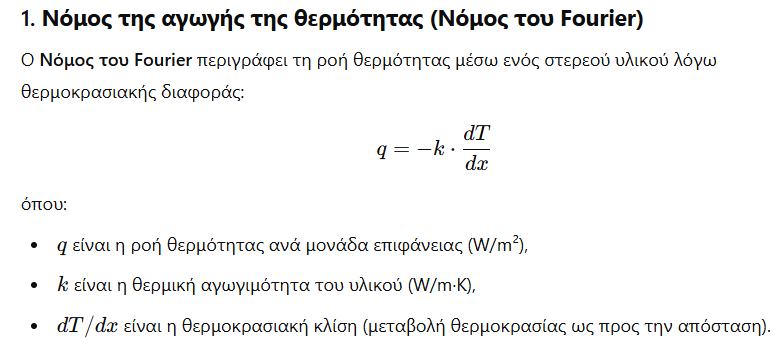 1. Νόμος της αγωγής της θερμότητας (Νόμος του Fourier)
Ο Νόμος του Fourier περιγράφει τη ροή θερμότητας μέσω ενός στερεού υλικού λόγω
θερμοκρασιακής διαφοράς:
q = −k · dT/dx
όπου:
• q είναι η ροή θερμότητας ανά μονάδα επιφάνειας (W/m²),
• k είναι η θερμική αγωγιμότητα του υλικού (W/m·K),
• dT/dx είναι η θερμοκρασιακή κλίση (μεταβολή θερμοκρασίας ως προς την απόσταση).